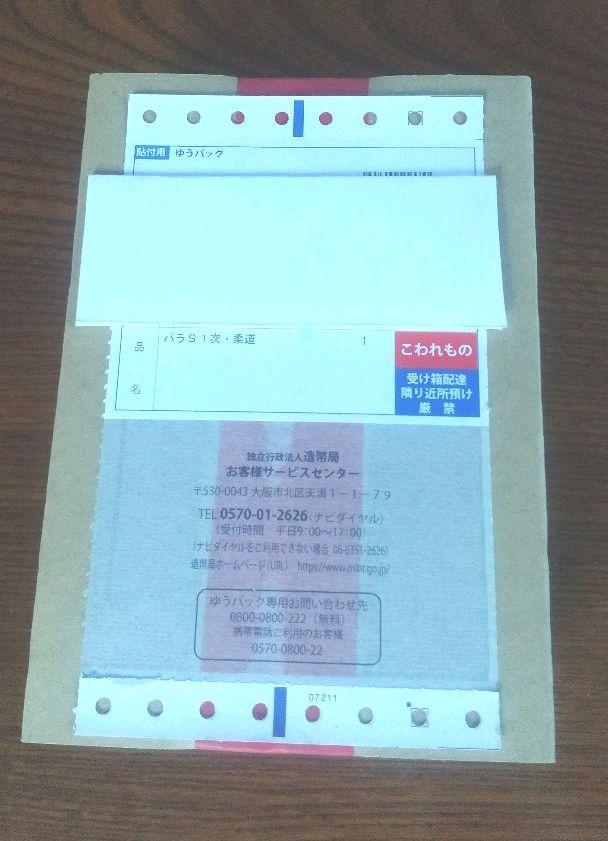 貼付用 ゆうパック
品名
パラS1次・柔道 1
こわれもの
受け箱配達
隣り近所預け
厳 禁
独立行政法人造幣局
お客様サービスセンター
〒530-0043 大阪市北区天満1-1-79
TEL 0570-01-2626(ナビダイヤル)
(受付時間 平日9:00~17:00)
(ナビダイヤルをご利用できない場合 06-6351-2626)
造幣局ホームページ(URL) https://www.mint.go.jp/
ゆうパック専用お問い合わせ先
0800-0800-222(無料)
携帯電話ご利用のお客様
0570-0800-22
07211